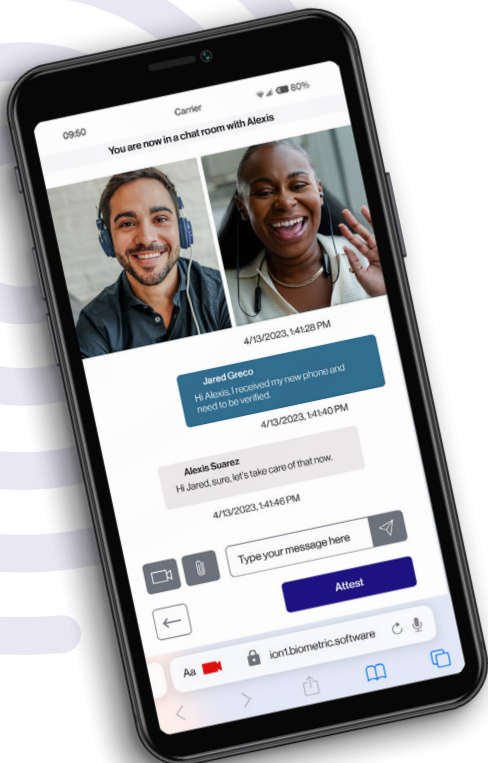 09:50
Carrier
80%
You are now in a chat room with Alexis
4/13/2023, 1:41:28 PM
Jared Greco
Hi Alexis, I received my new phone and
need to be verified.
4/13/2023, 1:41:40 PM
Alexis Suarez
Hi Jared, sure, let's take care of that now.
4/13/2023, 1:41:46 PM
Type your message here
Attest
Aa
ion1.biometric.software